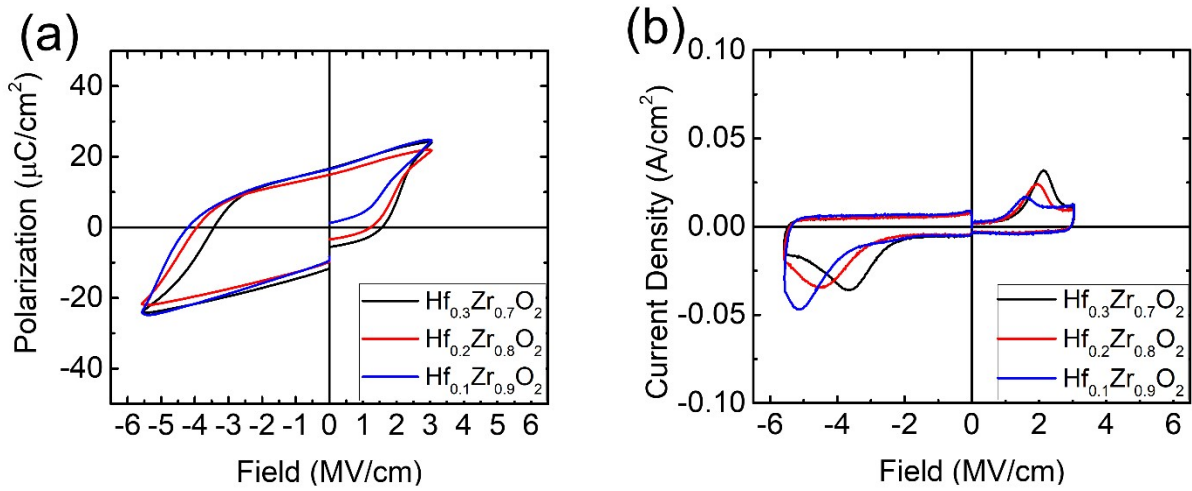 (a)
Polarization (μC/cm²)
40
20
0
-20
-40
-6 -5 -4 -3 -2 -1 0 1 2 3 4 5 6
Field (MV/cm)
Hf₀.₃Zr₀.₇O₂
Hf₀.₂Zr₀.₈O₂
Hf₀.₁Zr₀.₉O₂
(b)
Current Density (A/cm²)
0.10
0.05
0.00
-0.05
-0.10
-6 -4 -2 0 2 4 6
Field (MV/cm)
Hf₀.₃Zr₀.₇O₂
Hf₀.₂Zr₀.₈O₂
Hf₀.₁Zr₀.₉O₂